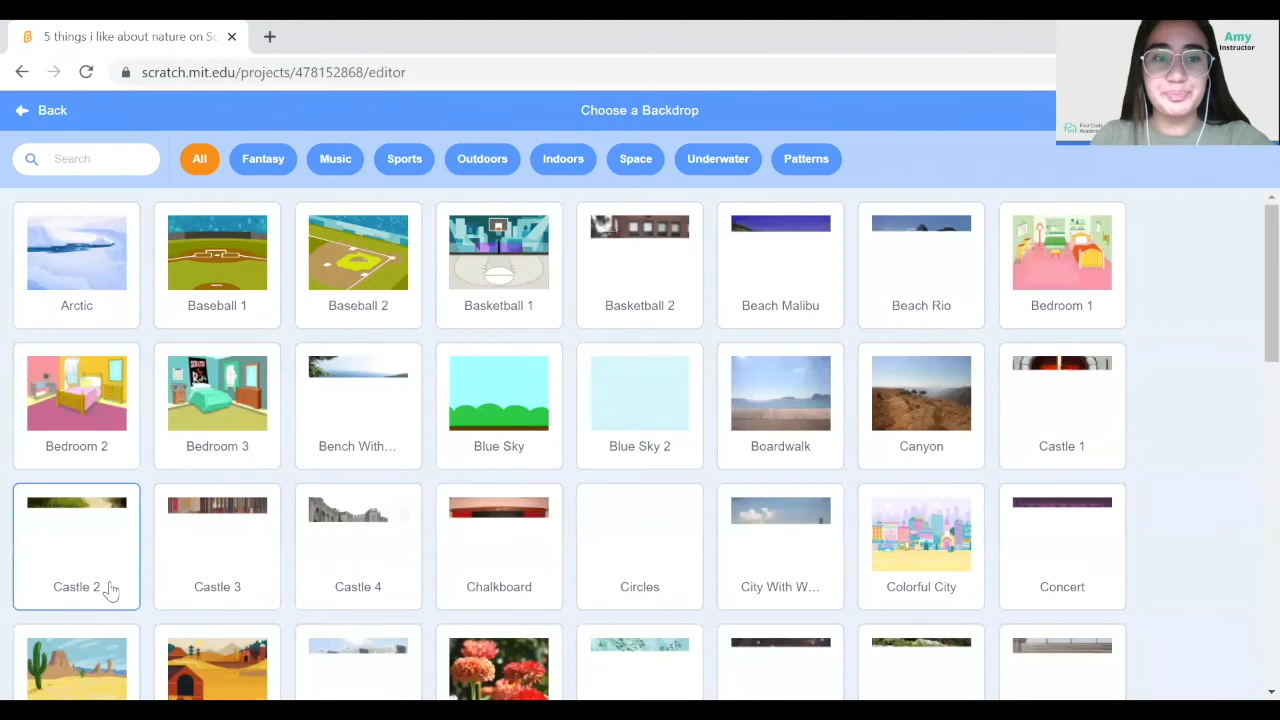 5 things i like about nature on Sc
scratch.mit.edu/projects/478152868/editor
Amy
Instructor
First Code
Academy
Back
Choose a Backdrop
Search
All
Fantasy
Music
Sports
Outdoors
Indoors
Space
Underwater
Patterns
Arctic
Baseball 1
Baseball 2
Basketball 1
Basketball 2
Beach Malibu
Beach Rio
Bedroom 1
Bedroom 2
Bedroom 3
Bench With...
Blue Sky
Blue Sky 2
Boardwalk
Canyon
Castle 1
Castle 2
Castle 3
Castle 4
Chalkboard
Circles
City With W...
Colorful City
Concert